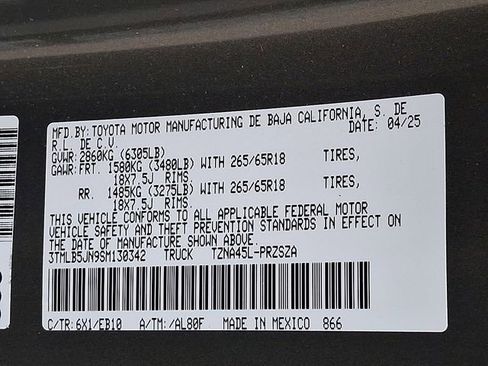 MFD.BY: TOYOTA MOTOR MANUFACTURING DE BAJA CALIFORNIA, S. DE
R.L. DE C.V. DATE: 04/25
GVWR: 2860KG (6305LB)
GAWR: FRT. 1580KG (3480LB) WITH 265/65R18 TIRES,
18X7.5J RIMS.
RR. 1485KG (3275LB) WITH 265/65R18 TIRES,
18X7.5J RIMS.
THIS VEHICLE CONFORMS TO ALL APPLICABLE FEDERAL MOTOR
VEHICLE SAFETY AND THEFT PREVENTION STANDARDS IN EFFECT ON
THE DATE OF MANUFACTURE SHOWN ABOVE.
3TMLB5JN9SM130342 TRUCK TZNA45L-PRZSZA
C/TR: 6X1/EB10 A/TM: /AL80F MADE IN MEXICO 866